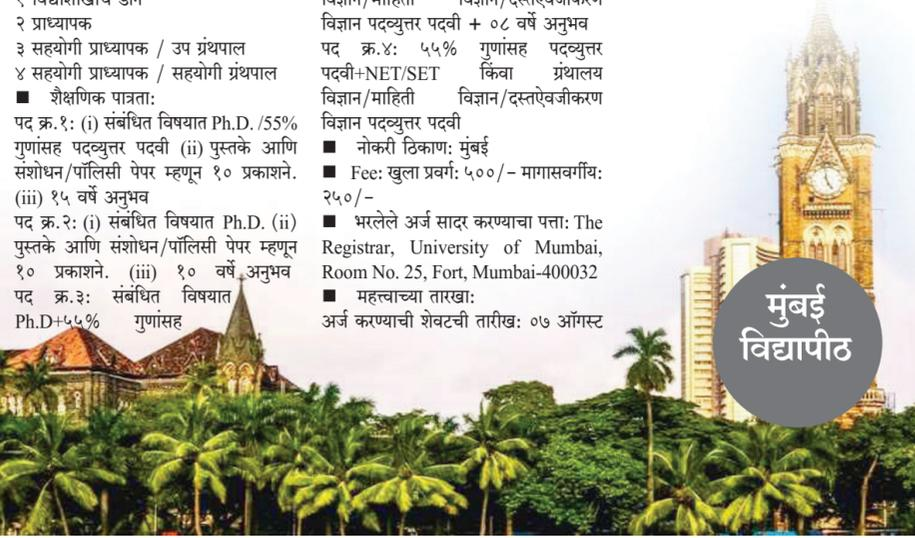 २ प्राध्यापक
३ सहयोगी प्राध्यापक / उप ग्रंथपाल
४ सहयोगी प्राध्यापक / सहयोगी ग्रंथपाल
■ शैक्षणिक पात्रता:
पद क्र.१: (i) संबंधित विषयात Ph.D. /55%
गुणांसह पदव्युत्तर पदवी (ii) पुस्तके आणि
संशोधन/पॉलिसी पेपर म्हणून १० प्रकाशने.
(iii) १५ वर्षे अनुभव
पद क्र.२: (i) संबंधित विषयात Ph.D. (ii)
पुस्तके आणि संशोधन/पॉलिसी पेपर म्हणून
१० प्रकाशने. (iii) १० वर्षे अनुभव
पद क्र.३: संबंधित विषयात
Ph.D+५५% गुणांसह
विज्ञान/माहिती विज्ञान/दस्तऐवजीकरण
विज्ञान पदव्युत्तर पदवी + ०८ वर्षे अनुभव
पद क्र.४: ५५% गुणांसह पदव्युत्तर
पदवी+NET/SET किंवा ग्रंथालय
विज्ञान/माहिती विज्ञान/दस्तऐवजीकरण
विज्ञान पदव्युत्तर पदवी
■ नोकरी ठिकाण: मुंबई
■ Fee: खुला प्रवर्ग: ५००/- मागासवर्गीय:
२५०/-
■ भरलेले अर्ज सादर करण्याचा पत्ता: The
Registrar, University of Mumbai,
Room No. 25, Fort, Mumbai-400032
■ महत्त्वाच्या तारखा:
अर्ज करण्याची शेवटची तारीख: ०७ ऑगस्ट
मुंबई
विद्यापीठ